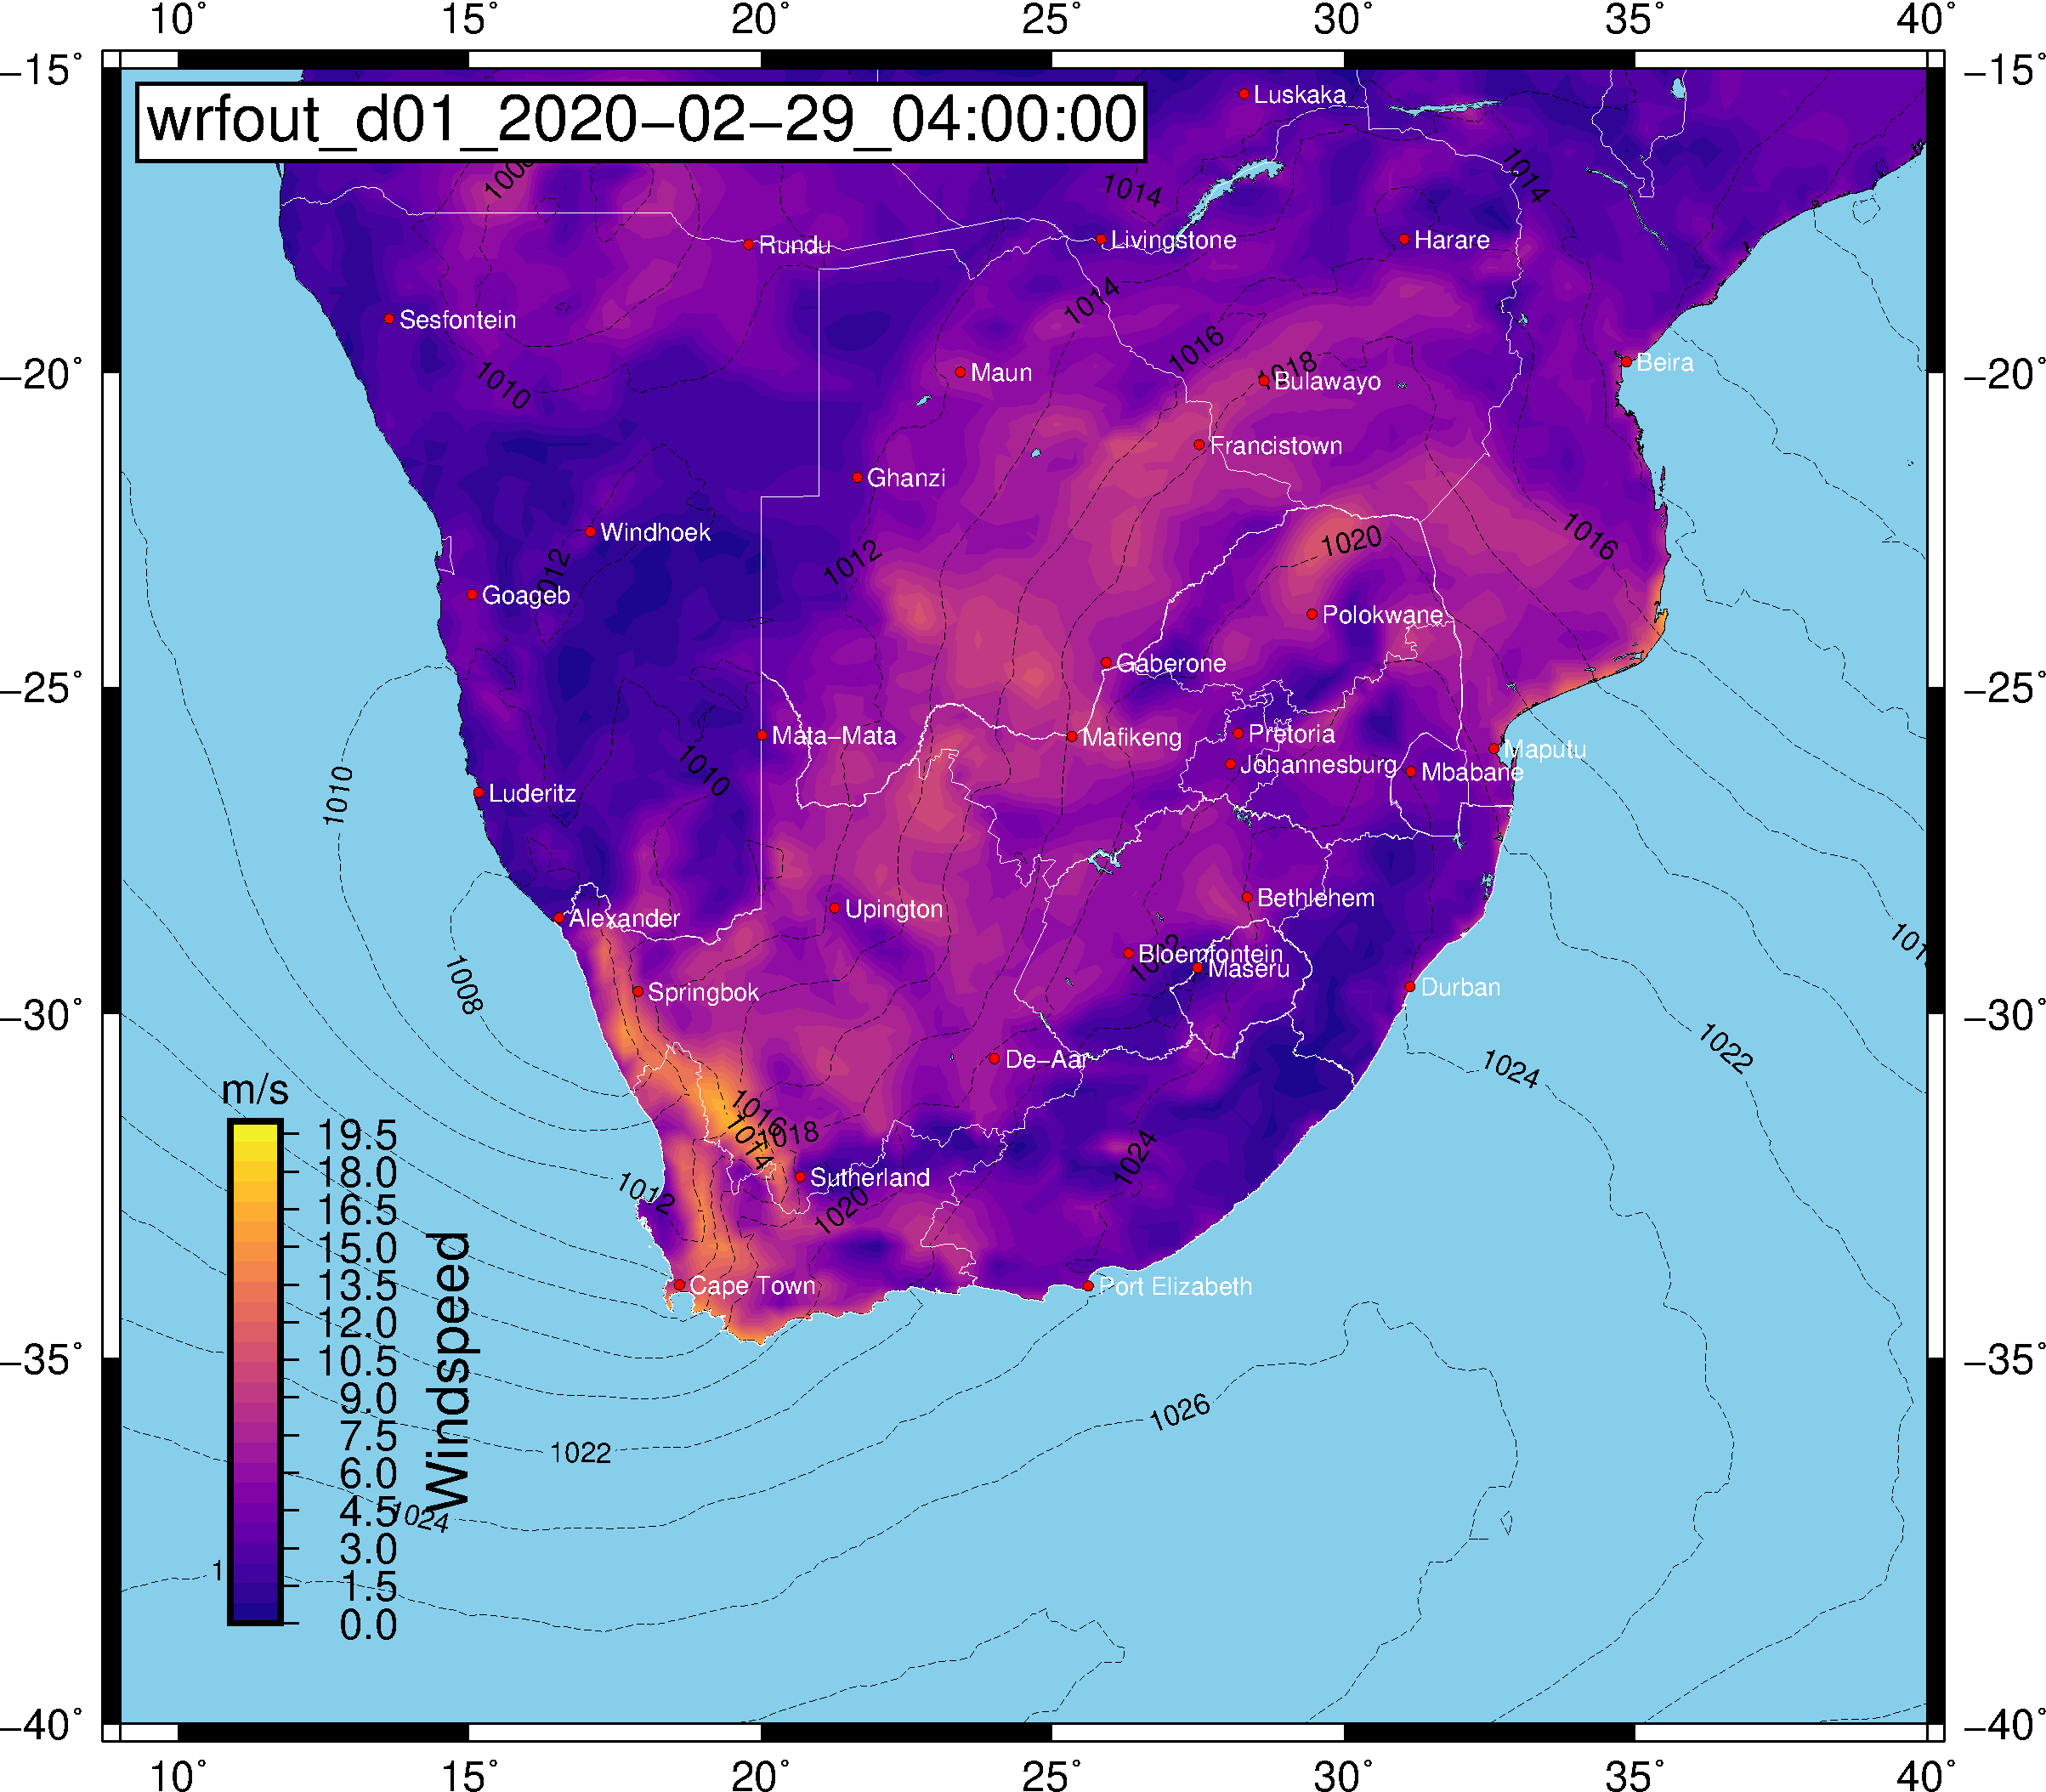 10° 15° 20° 25° 30° 35° 40°
−15° −15°
wrfout_d01_2020−02−29_04:00:00
Luskaka
1014
1014
Rundu
Livingstone
Harare
Sesfontein
1014
1016
1018
−20° −20°
Maun
Bulawayo
Beira
1010
Francistown
Ghanzi
Windhoek
1012
1020
1016
1012
Goageb
Polokwane
Gaberone
−25° −25°
Mata−Mata
Mafikeng
Pretoria
Maputu
Johannesburg
Mbabane
1010
1010
Luderitz
Alexander
Upington
Bethlehem
Bloemfontein
Maseru
1008
Springbok
Durban
−30° −30°
De−Aar
1024
1022
m/s
1016
1014
1018
1024
Sutherland
1012
1020
Cape Town
Port Elizabeth
−35° −35°
1026
1022
1024
19.5
18.0
16.5
15.0
13.5
12.0
10.5
9.0
7.5
6.0
4.5
3.0
1.5
0.0
Windspeed
−40° −40°
10° 15° 20° 25° 30° 35° 40°